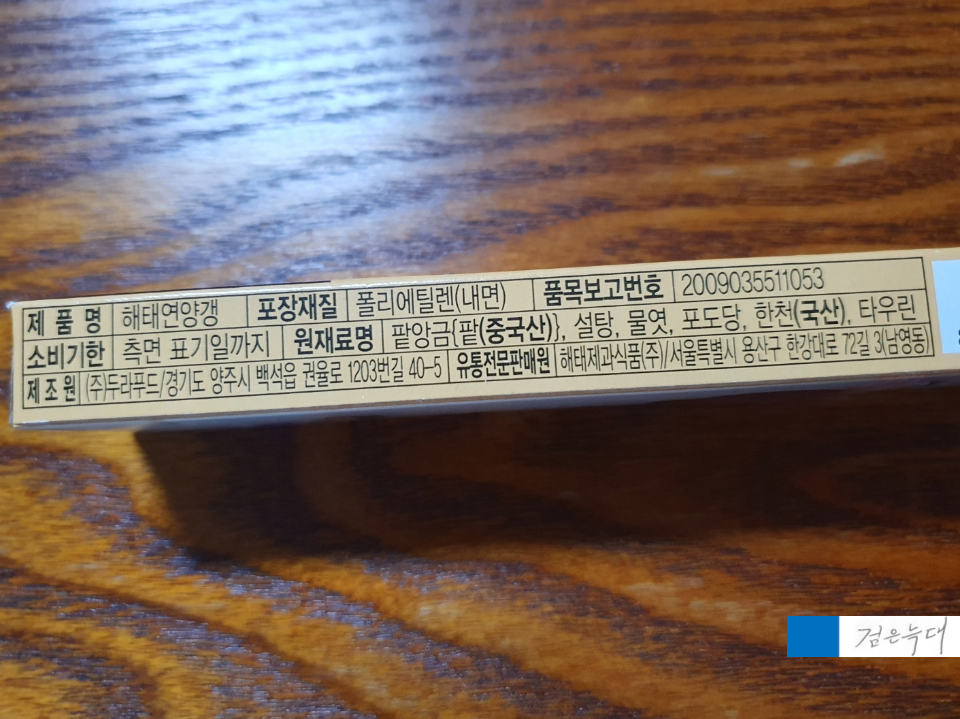 제 품 명 해태연양갱 포장재질 폴리에틸렌(내면) 품목보고번호 2009035511053
소비기한 측면 표기일까지 원재료명 팥앙금{팥(중국산)}, 설탕, 물엿, 포도당, 한천(국산), 타우린
제 조 원 (주)두라푸드/경기도 양주시 백석읍 권율로 1203번길 40-5 유통전문판매원 해태제과식품(주)/서울특별시 용산구 한강대로 72길 3(남영동)
검은늑대